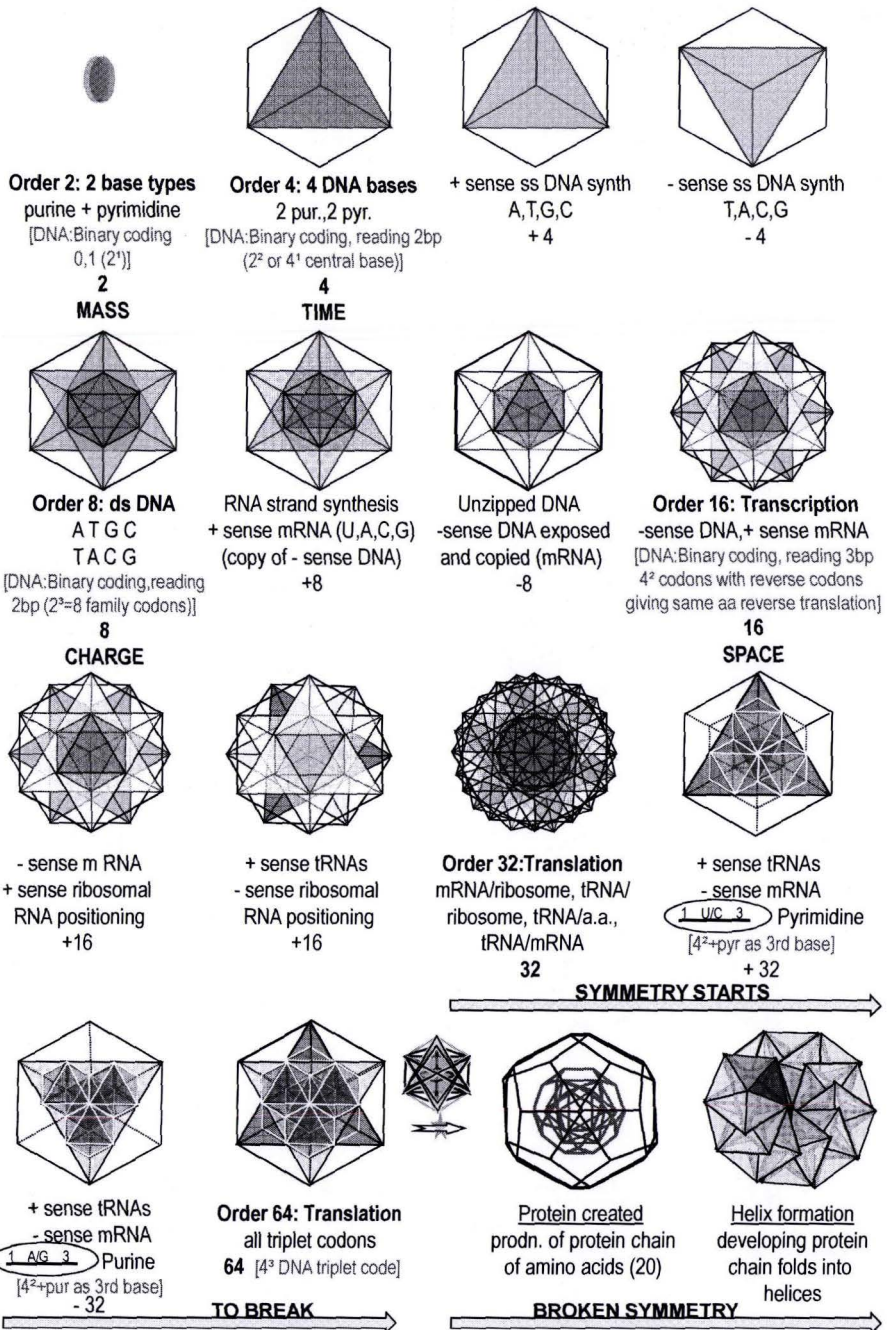 Order 2: 2 base types
purine + pyrimidine
[DNA:Binary coding
0,1 (2¹)]
2
MASS
Order 4: 4 DNA bases
2 pur.,2 pyr.
[DNA:Binary coding, reading 2bp
(2² or 4¹ central base)]
4
TIME
+ sense ss DNA synth
A,T,G,C
+ 4
- sense ss DNA synth
T,A,C,G
- 4
Order 8: ds DNA
A T G C
T A C G
[DNA:Binary coding,reading
2bp (2³=8 family codons)]
8
CHARGE
RNA strand synthesis
+ sense mRNA (U,A,C,G)
(copy of - sense DNA)
+8
Unzipped DNA
-sense DNA exposed
and copied (mRNA)
-8
Order 16: Transcription
-sense DNA,+ sense mRNA
[DNA:Binary coding, reading 3bp
4² codons with reverse codons
giving same aa reverse translation]
16
SPACE
- sense m RNA
+ sense ribosomal
RNA positioning
+16
+ sense tRNAs
- sense ribosomal
RNA positioning
+16
Order 32:Translation
mRNA/ribosome, tRNA/
ribosome, tRNA/a.a.,
tRNA/mRNA
32
+ sense tRNAs
- sense mRNA
1 U/C 3 Pyrimidine
[4²+pyr as 3rd base]
+ 32
SYMMETRY STARTS
+ sense tRNAs
- sense mRNA
1 A/G 3 Purine
[4²+pur as 3rd base]
- 32
Order 64: Translation
all triplet codons
64 [4³ DNA triplet code]
TO BREAK
Protein created
prodn. of protein chain
of amino acids (20)
Helix formation
developing protein
chain folds into
helices
BROKEN SYMMETRY